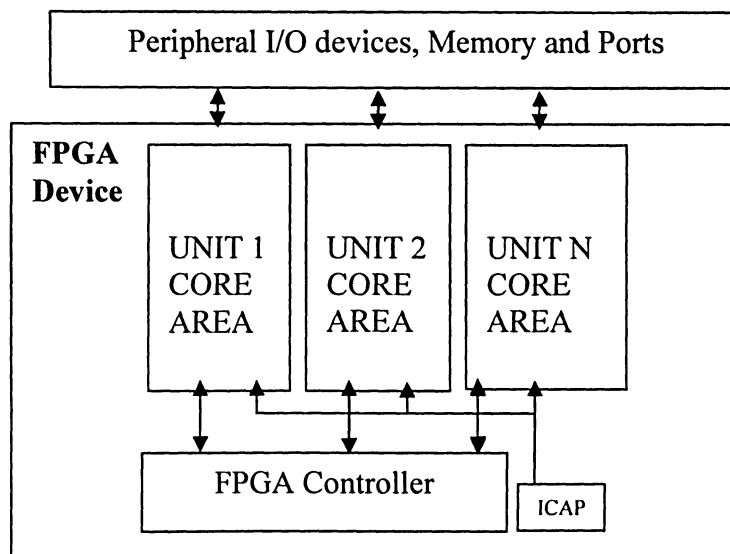 Peripheral I/O devices, Memory and Ports
FPGA
Device
UNIT 1
CORE
AREA
UNIT 2
CORE
AREA
UNIT N
CORE
AREA
FPGA Controller
ICAP